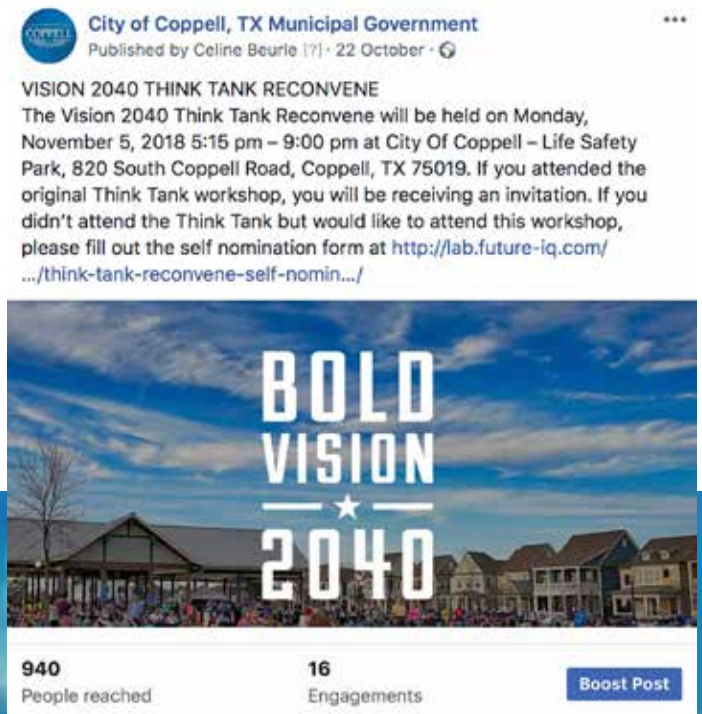 COPPELL
City of Coppell, TX Municipal Government
Published by Celine Beurle [?] · 22 October ·
VISION 2040 THINK TANK RECONVENE
The Vision 2040 Think Tank Reconvene will be held on Monday,
November 5, 2018 5:15 pm – 9:00 pm at City Of Coppell – Life Safety
Park, 820 South Coppell Road, Coppell, TX 75019. If you attended the
original Think Tank workshop, you will be receiving an invitation. If you
didn't attend the Think Tank but would like to attend this workshop,
please fill out the self nomination form at http://lab.future-iq.com/
.../think-tank-reconvene-self-nomin.../
BOLD
VISION
2040
940
People reached
16
Engagements
Boost Post